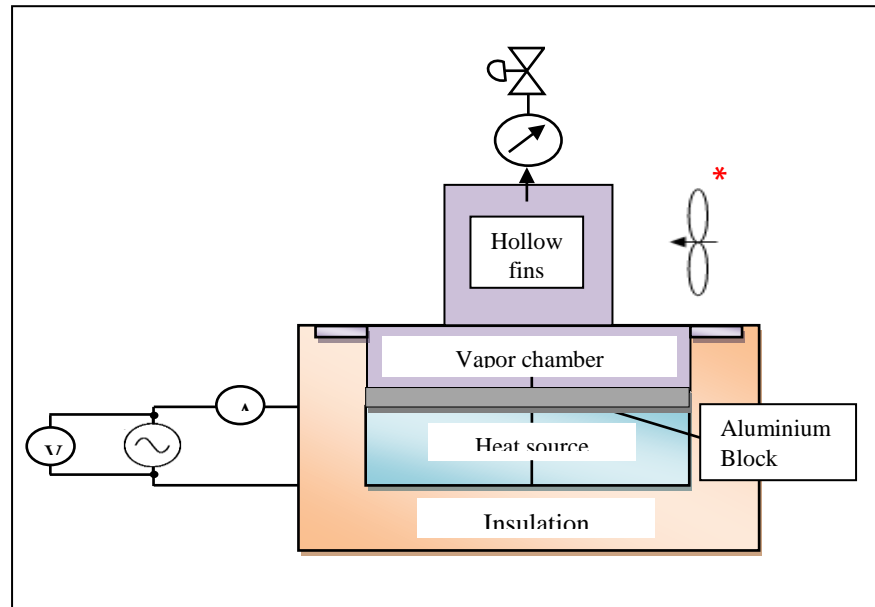 *
Hollow
fins
Vapor chamber
Aluminium
Block
Heat source
Insulation
A
V